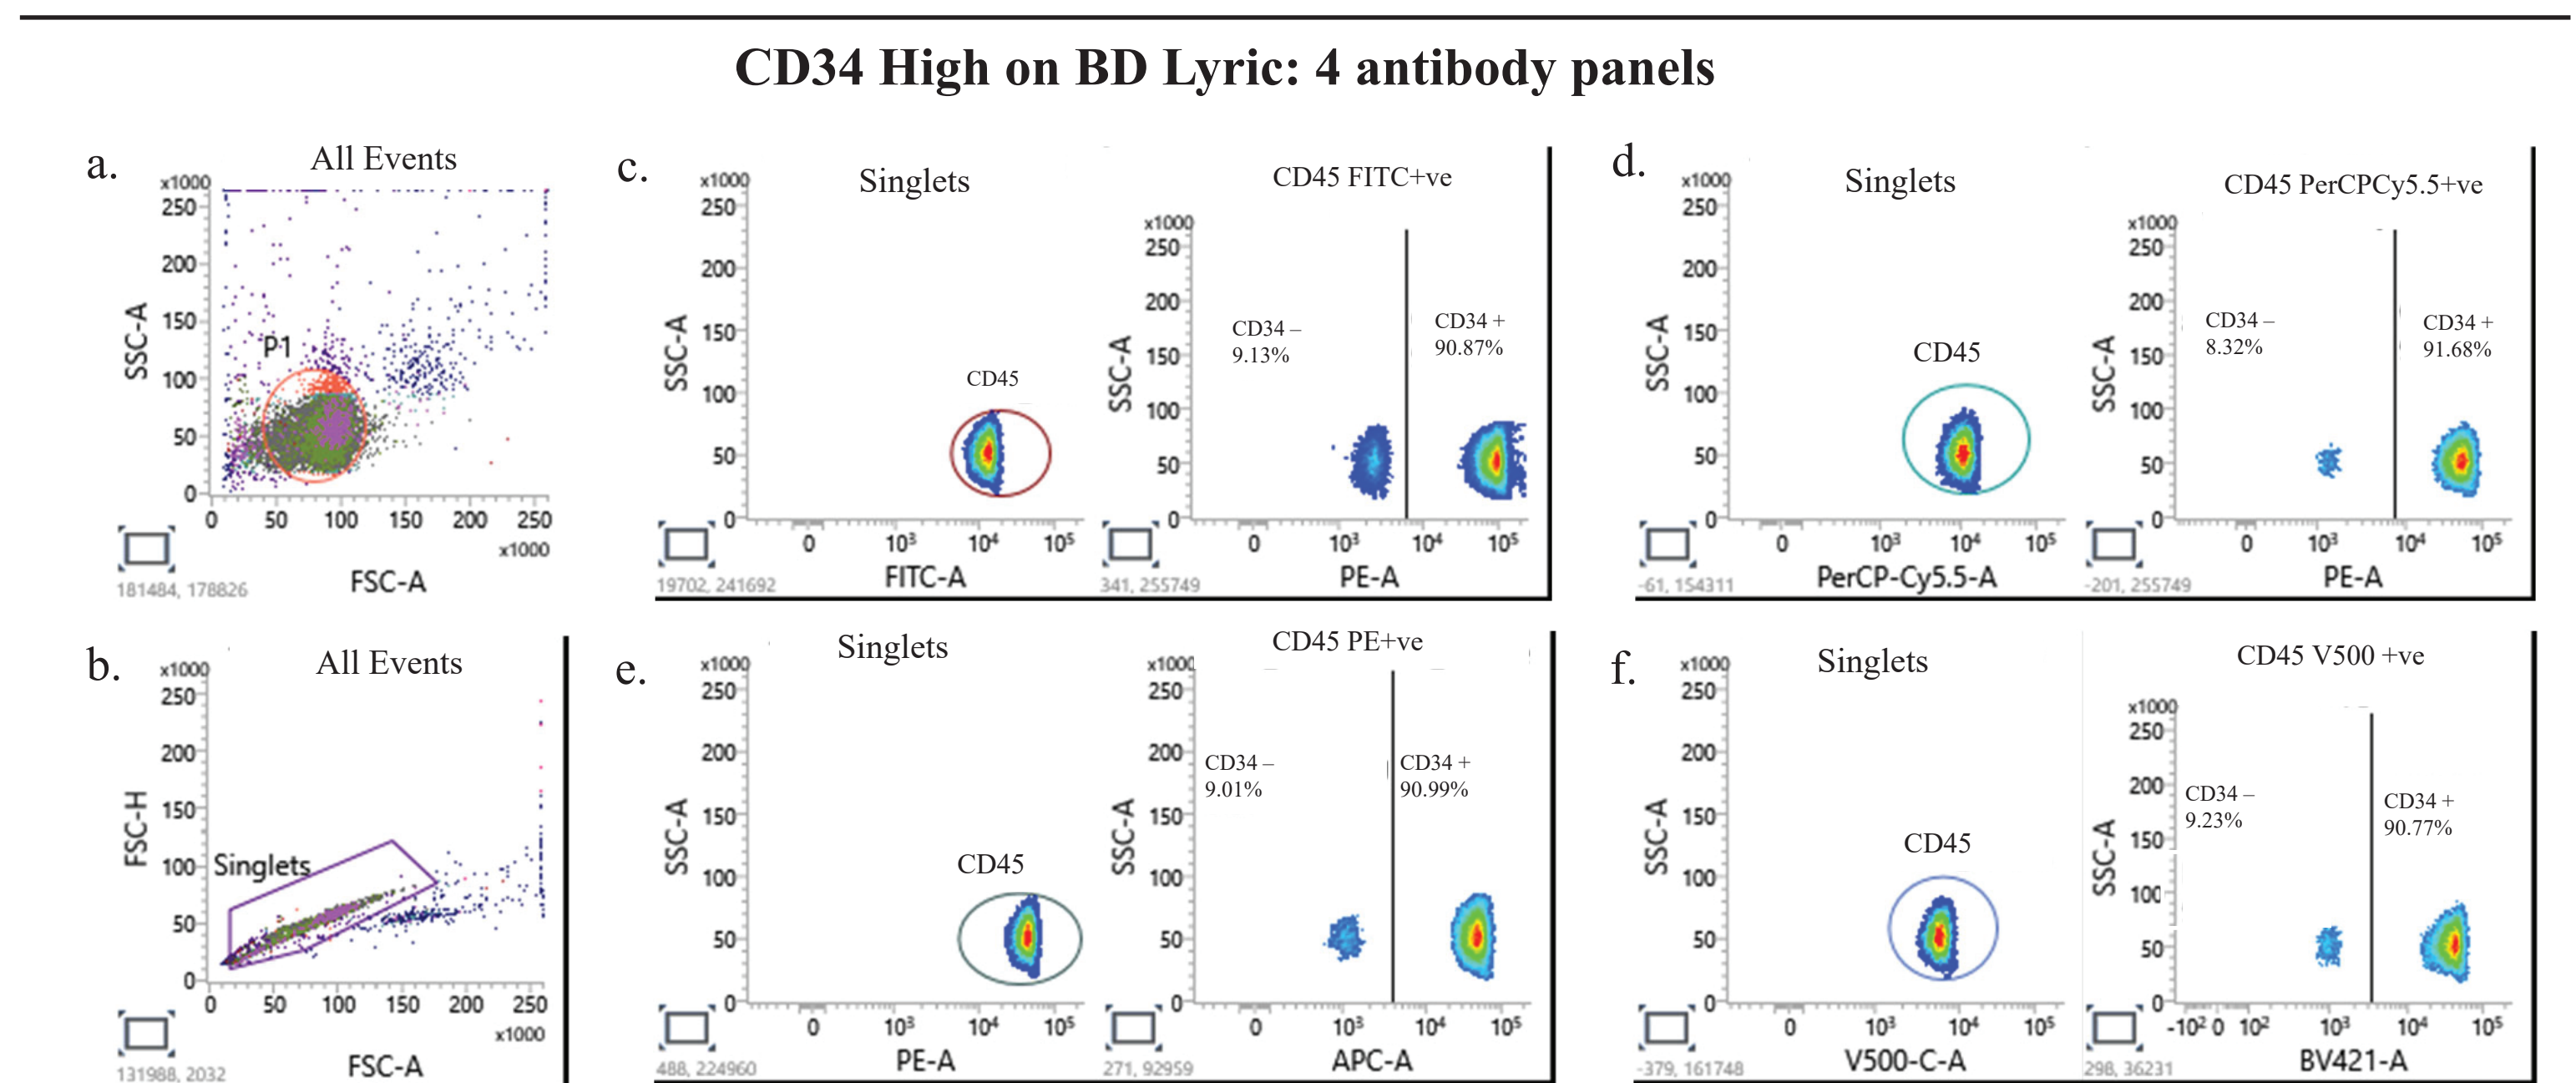 CD34 High on BD Lyric: 4 antibody panels
a.
All Events
x1000
250
200
150
100
50
0
SSC-A
P1
0 50 100 150 200 250
x1000
FSC-A
181484, 178826
b.
All Events
x1000
250
200
150
100
50
0
FSC-H
Singlets
0 50 100 150 200 250
x1000
FSC-A
131988, 2032
c.
Singlets
x1000
250
200
150
100
50
0
SSC-A
CD45
0 10³ 10⁴ 10⁵
FITC-A
19702, 241692
CD45 FITC+ve
x1000
250
200
150
100
50
0
SSC-A
CD34 –
9.13%
CD34 +
90.87%
0 10³ 10⁴ 10⁵
PE-A
341, 255749
d.
Singlets
x1000
250
200
150
100
50
0
SSC-A
CD45
0 10³ 10⁴ 10⁵
PerCP-Cy5.5-A
-61, 154311
CD45 PerCPCy5.5+ve
x1000
250
200
150
100
50
0
SSC-A
CD34 –
8.32%
CD34 +
91.68%
0 10³ 10⁴ 10⁵
PE-A
-201, 255749
e.
Singlets
x1000
250
200
150
100
50
0
SSC-A
CD45
0 10³ 10⁴ 10⁵
PE-A
488, 224960
CD45 PE+ve
x1000
250
200
150
100
50
0
SSC-A
CD34 –
9.01%
CD34 +
90.99%
0 10³ 10⁴ 10⁵
APC-A
271, 92959
f.
Singlets
x1000
250
200
150
100
50
0
SSC-A
CD45
0 10³ 10⁴ 10⁵
V500-C-A
-379, 161748
CD45 V500 +ve
x1000
250
200
150
100
50
0
SSC-A
CD34 –
9.23%
CD34 +
90.77%
-10² 0 10² 10³ 10⁴ 10⁵
BV421-A
298, 36231